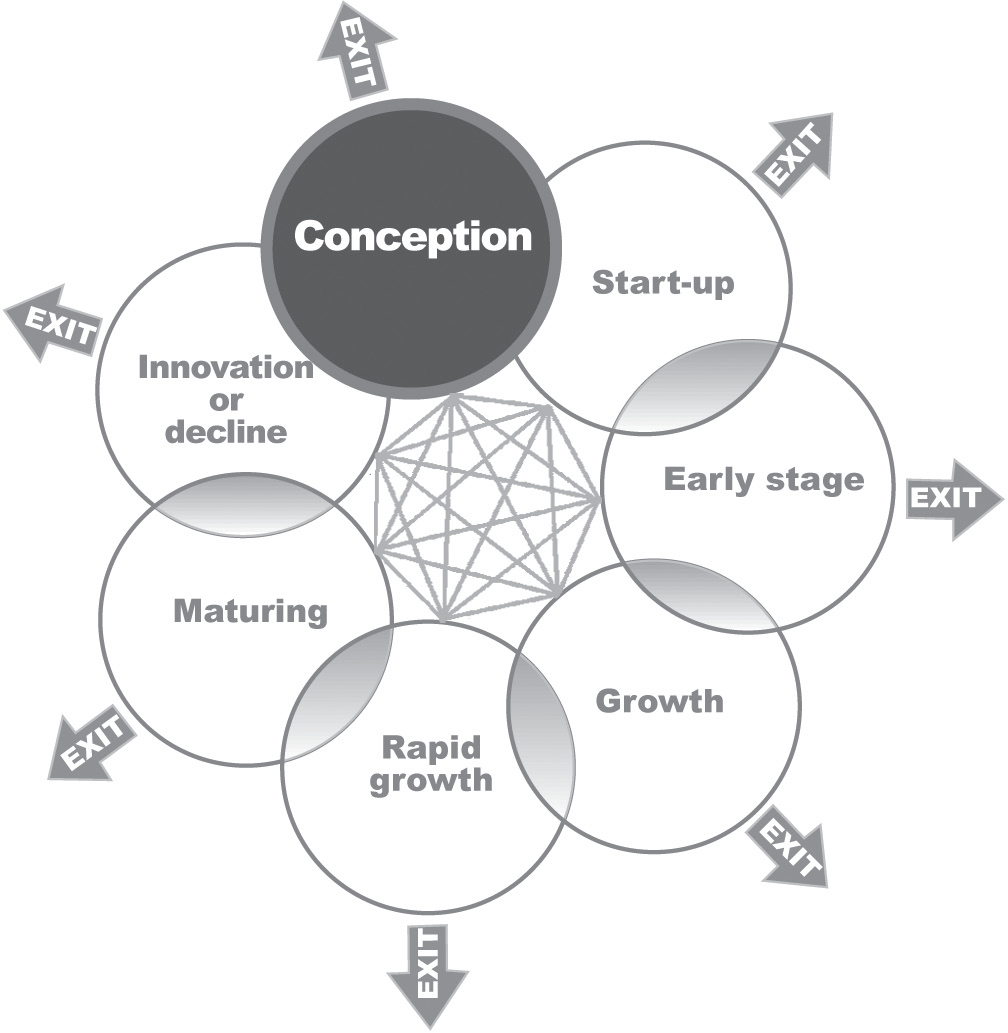 EXIT
Conception
EXIT
Start-up
EXIT
Early stage
EXIT
Growth
EXIT
Rapid
growth
EXIT
Maturing
EXIT
Innovation
or
decline
EXIT